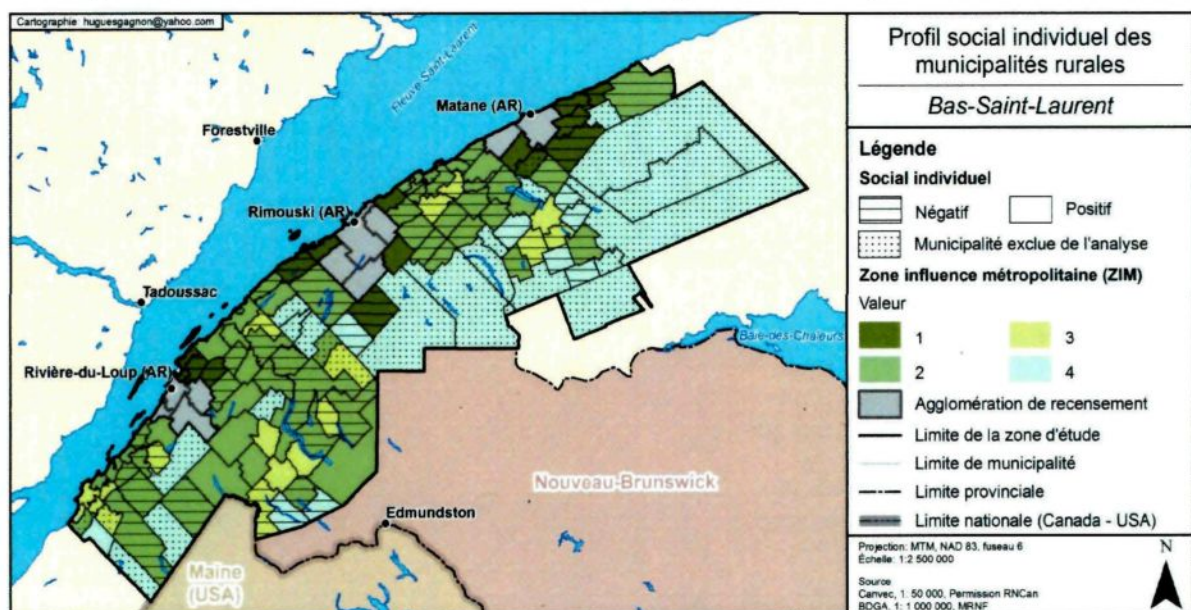 Cartographie: huguesgagnon@yahoo.com
Fleuve Saint-Laurent
Matane (AR)
Forestville
Rimouski (AR)
Tadoussac
Baie-des-Chaleurs
Rivière-du-Loup (AR)
Nouveau-Brunswick
Edmundston
Maine
(USA)
Profil social individuel des
municipalités rurales
Bas-Saint-Laurent
Légende
Social individuel
Négatif
Positif
Municipalité exclue de l'analyse
Zone influence métropolitaine (ZIM)
Valeur
1
3
2
4
Agglomération de recensement
Limite de la zone d'étude
Limite de municipalité
Limite provinciale
Limite nationale (Canada - USA)
Projection: MTM, NAD 83, fuseau 6
Échelle: 1:2 500 000
Source
Canvec, 1: 50 000, Permission RNCan
BDGA, 1: 1 000 000, MRNF
N